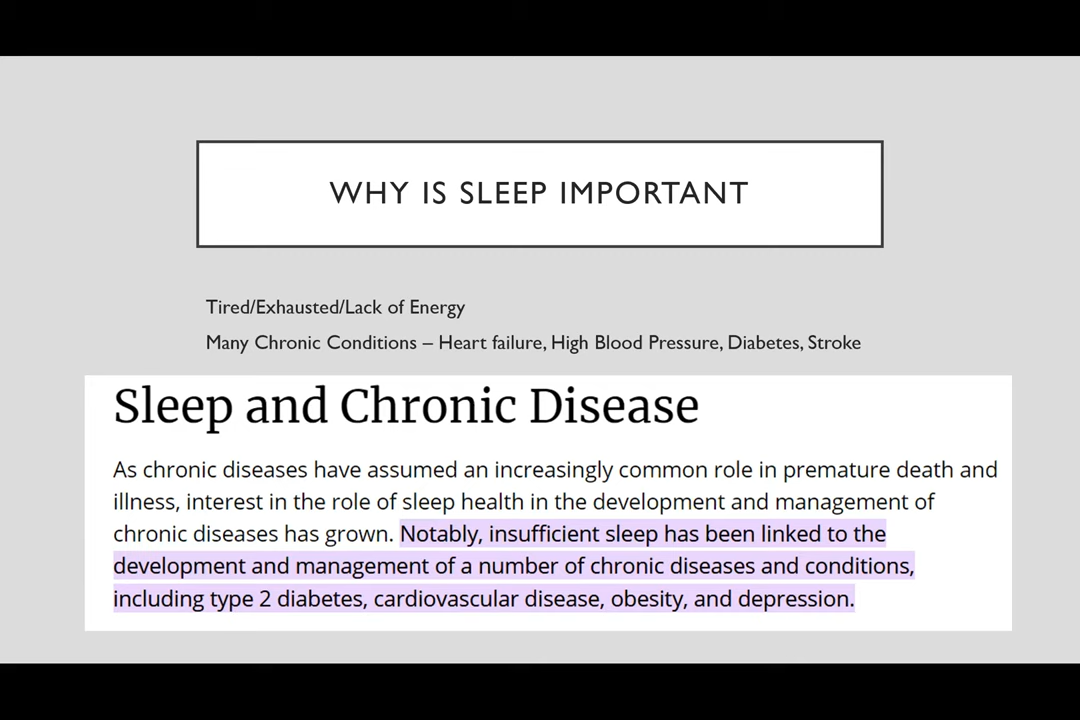 WHY IS SLEEP IMPORTANT
Tired/Exhausted/Lack of Energy
Many Chronic Conditions – Heart failure, High Blood Pressure, Diabetes, Stroke
Sleep and Chronic Disease
As chronic diseases have assumed an increasingly common role in premature death and
illness, interest in the role of sleep health in the development and management of
chronic diseases has grown. Notably, insufficient sleep has been linked to the
development and management of a number of chronic diseases and conditions,
including type 2 diabetes, cardiovascular disease, obesity, and depression.